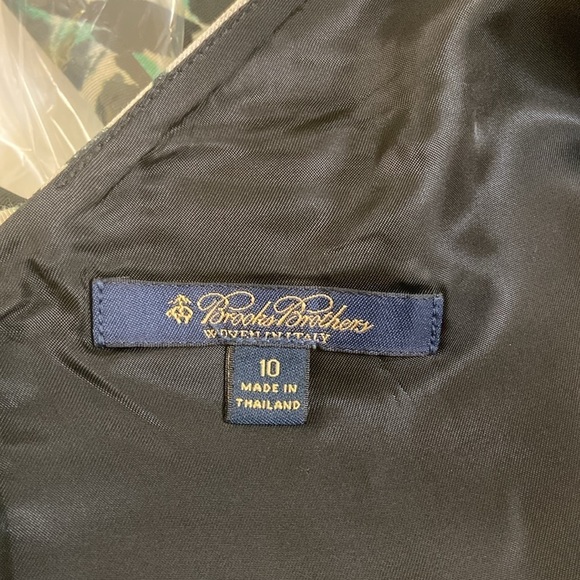 Brooks Brothers
WOVEN IN ITALY
10
MADE IN
THAILAND